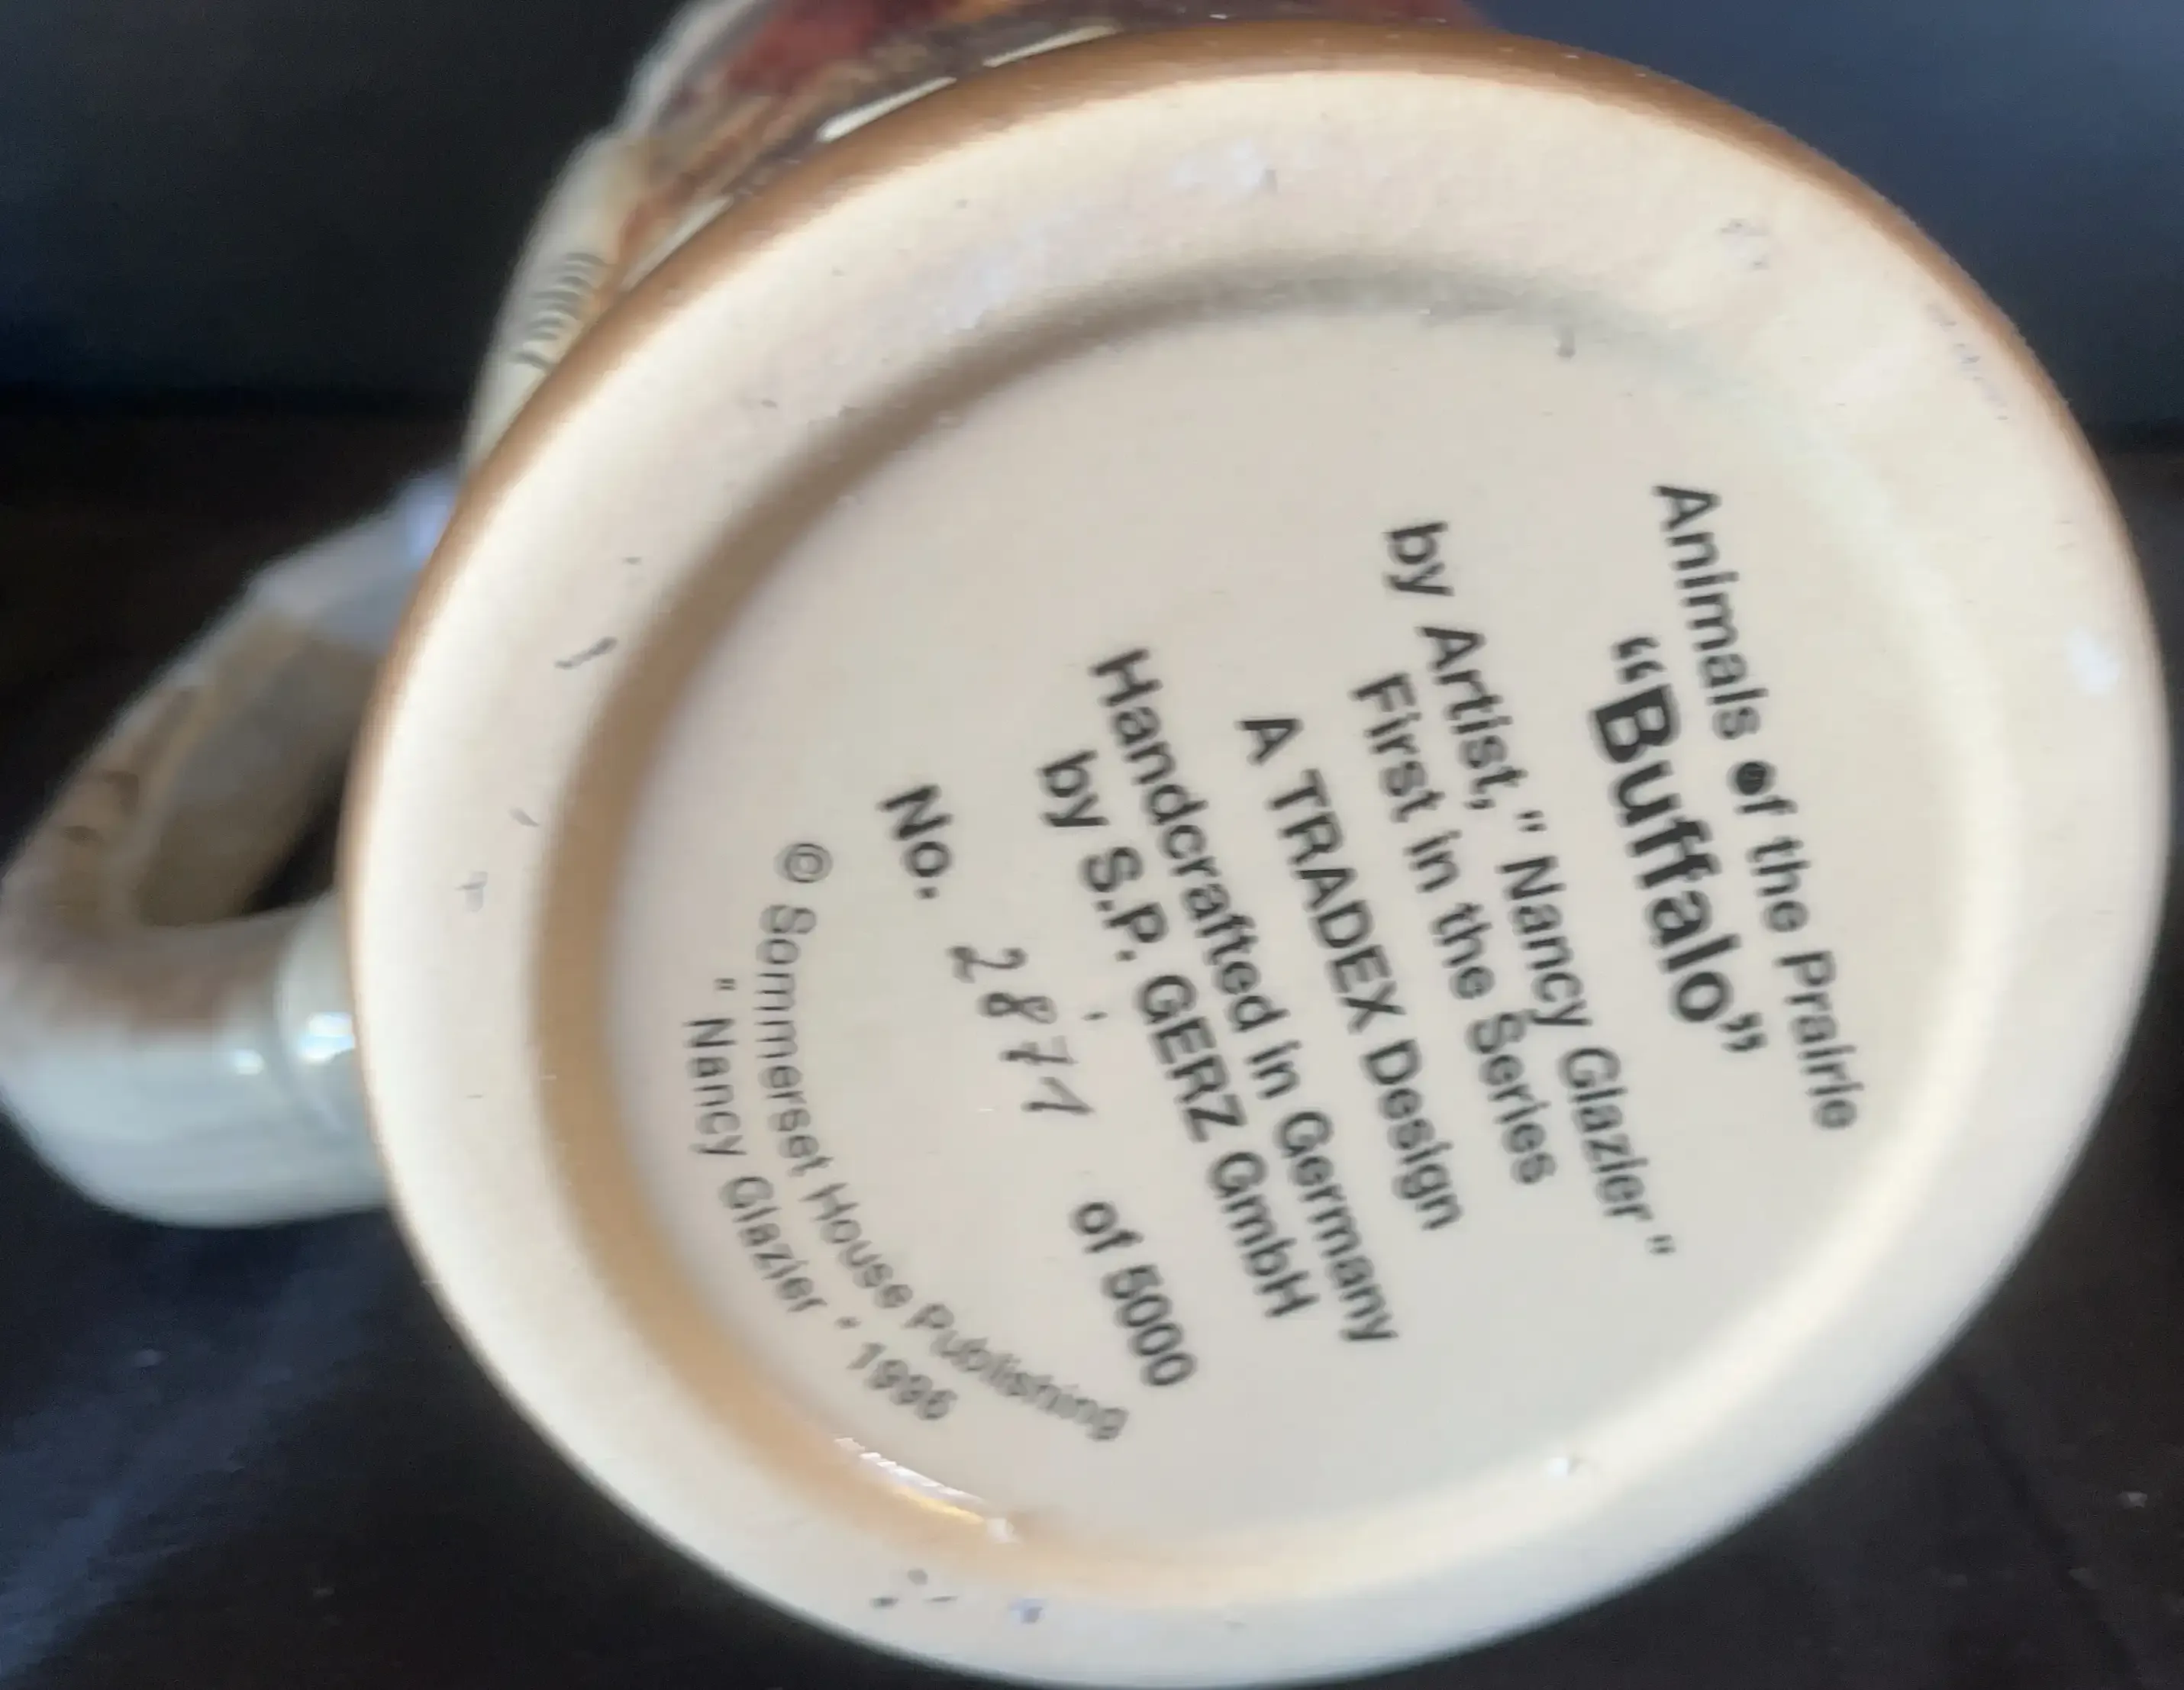 Animals of the Prairie
“Buffalo”
by Artist, " Nancy Glazier "
First in the Series
A TRADEX Design
Handcrafted in Germany
by S.P. GERZ GmbH
No. 2871 of 5000
© Sommerset House Publishing
" Nancy Glazier " 1996